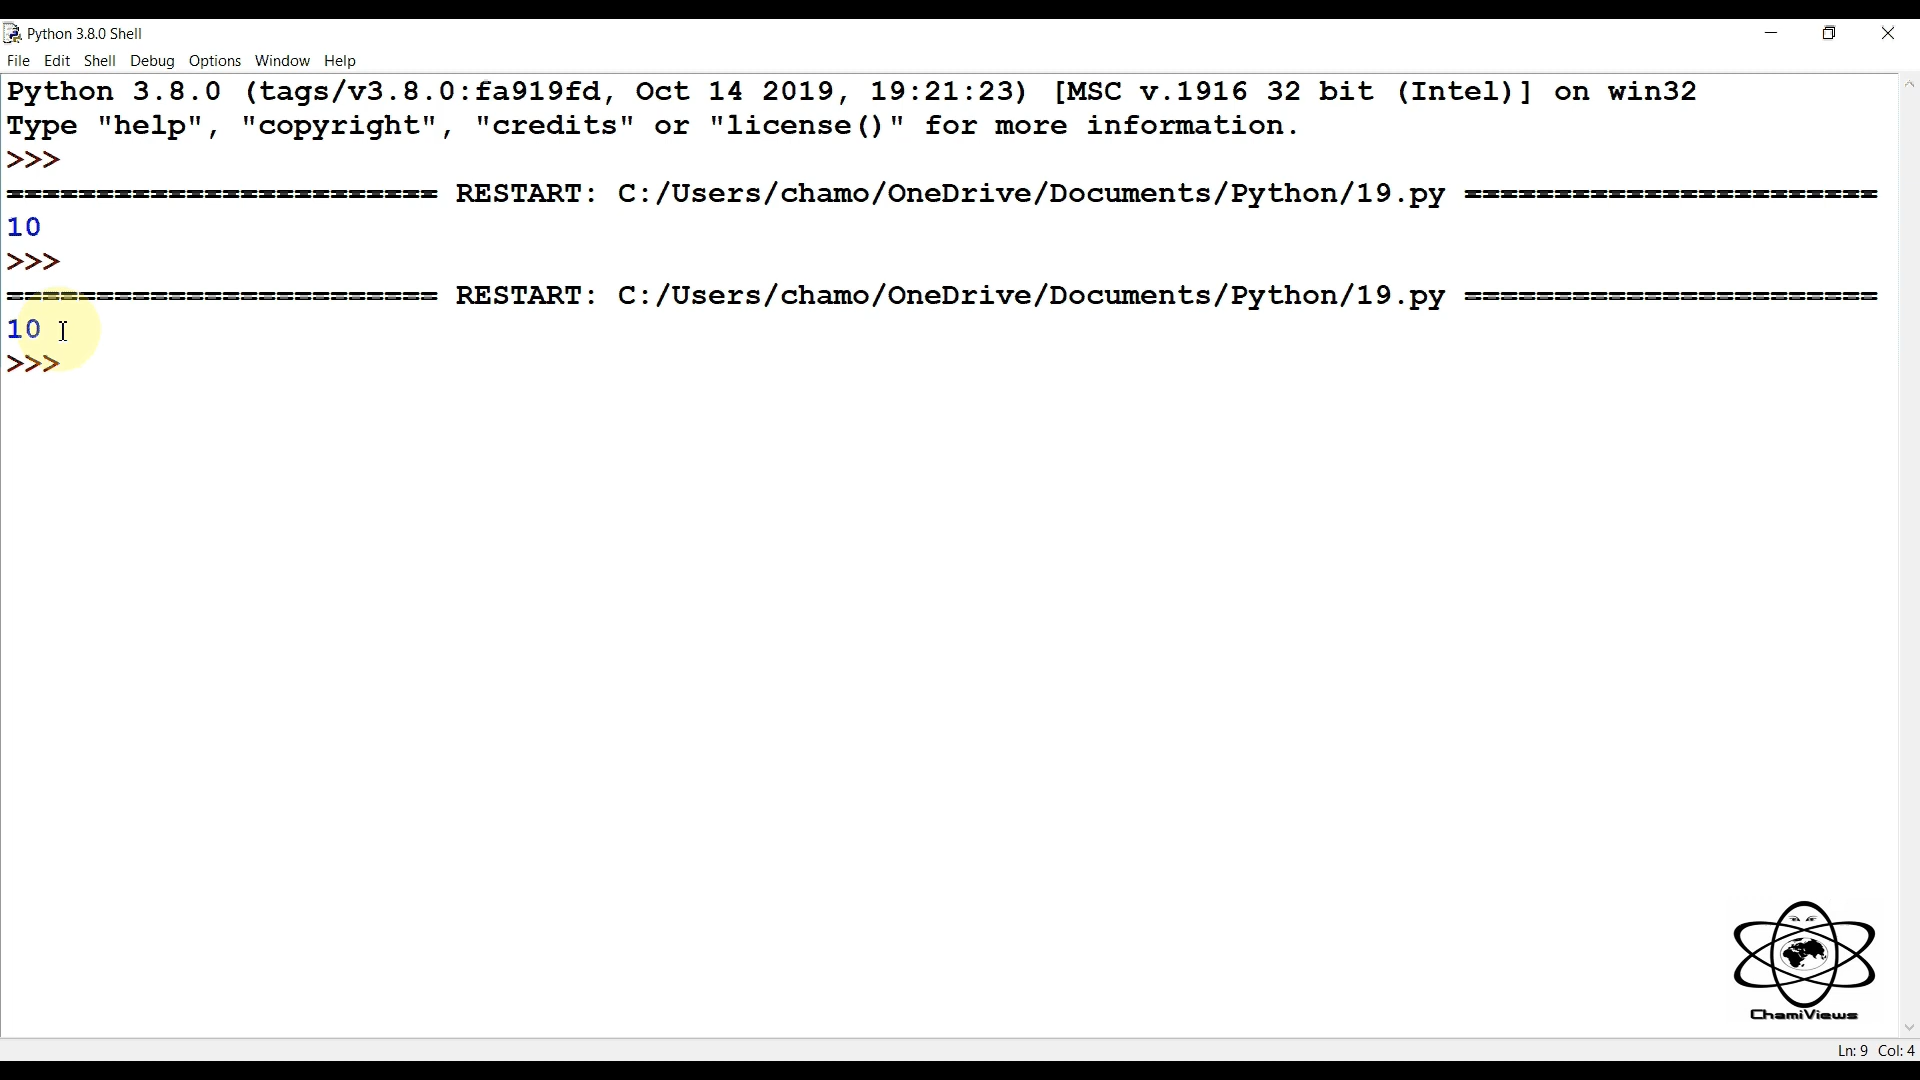 Python 3.8.0 Shell
File Edit Shell Debug Options Window Help
Python 3.8.0 (tags/v3.8.0:fa919fd, Oct 14 2019, 19:21:23) [MSC v.1916 32 bit (Intel)] on win32
Type "help", "copyright", "credits" or "license()" for more information.
>>>
======================== RESTART: C:/Users/chamo/OneDrive/Documents/Python/19.py =======================
10
>>>
======================== RESTART: C:/Users/chamo/OneDrive/Documents/Python/19.py =======================
10
>>>
ChamiViews
Ln: 9 Col: 4